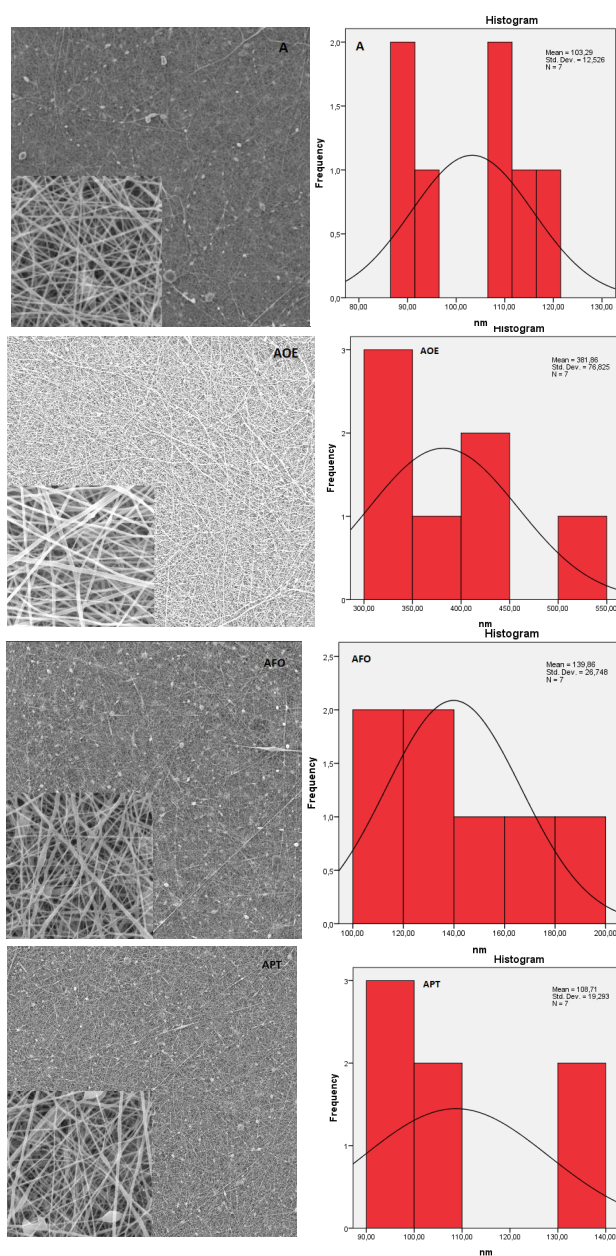 Histogram
A
A
Mean = 103,29
Std. Dev. = 12,526
N = 7
2,0
1,5
1,0
0,5
0,0
Frequency
80,00 90,00 100,00 110,00 120,00 130,00
nm
Histogram
AOE
AOE
Mean = 381,86
Std. Dev. = 76,825
N = 7
3
2
1
0
Frequency
300,00 350,00 400,00 450,00 500,00 550,00
nm
Histogram
AFO
AFO
Mean = 139,86
Std. Dev. = 26,748
N = 7
2,5
2,0
1,5
1,0
0,5
0,0
Frequency
100,00 120,00 140,00 160,00 180,00 200,00
nm
Histogram
APT
APT
Mean = 108,71
Std. Dev. = 19,293
N = 7
3
2
1
0
Frequency
90,00 100,00 110,00 120,00 130,00 140,00
nm